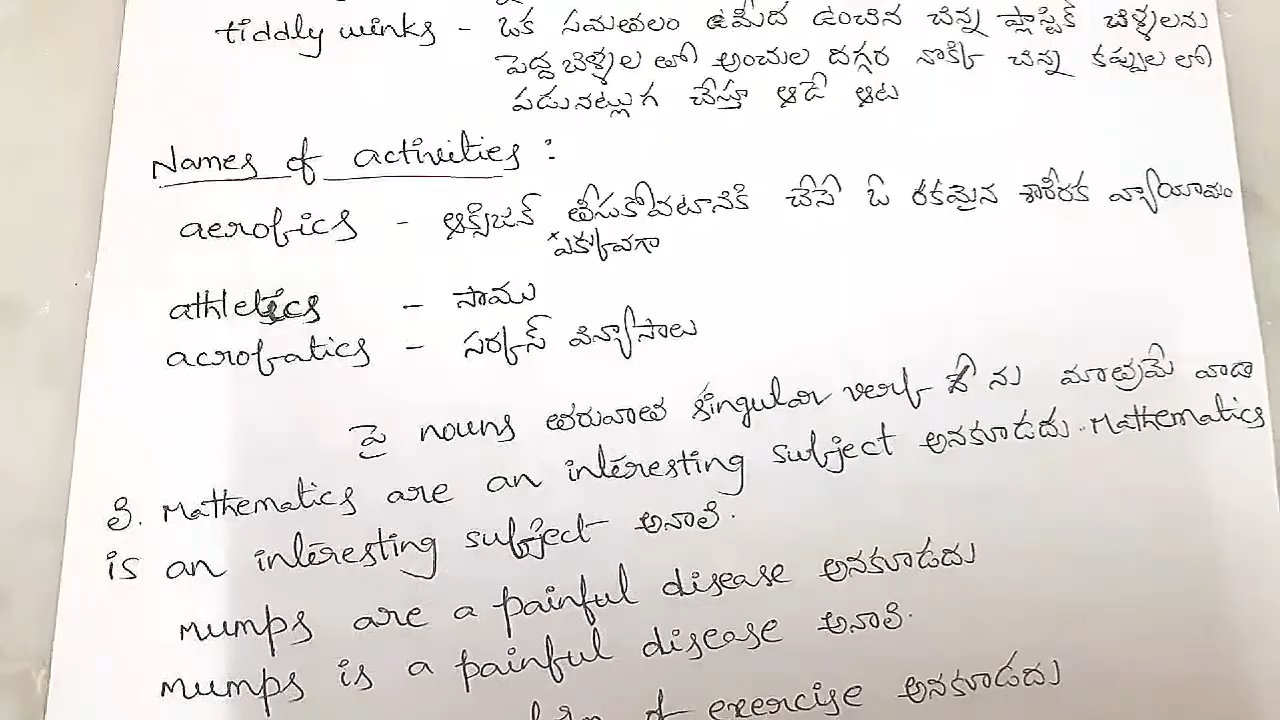 tiddly winks - ఒక సమతలం ఉమీద ఉంచిన చిన్న ప్లాస్టిక్ బిళ్ళలను
పెద్ద బిళ్ళల తో అంచుల దగ్గర నొక్కి చిన్న కప్పుల లో
పడునట్లుగ చేస్తూ ఆడే ఆట
Names of activities :
aerobics - ఆక్సిజన్ తీసుకోవటానికి చేసే ఓ రకమైన శారీరక వ్యాయామం
ఎక్కువగా
athletics - సాము
acrobatics - సర్కస్ విన్యాసాలు
పై nouns తరువాత singular verb ను మాత్రమే వాడా
లి. Mathematics are an interesting subject అనకూడదు. Mathematics
is an interesting subject అనాలి.
Mumps are a painful disease అనకూడదు
Mumps is a painful disease అనాలి.
form of exercise అనకూడదు